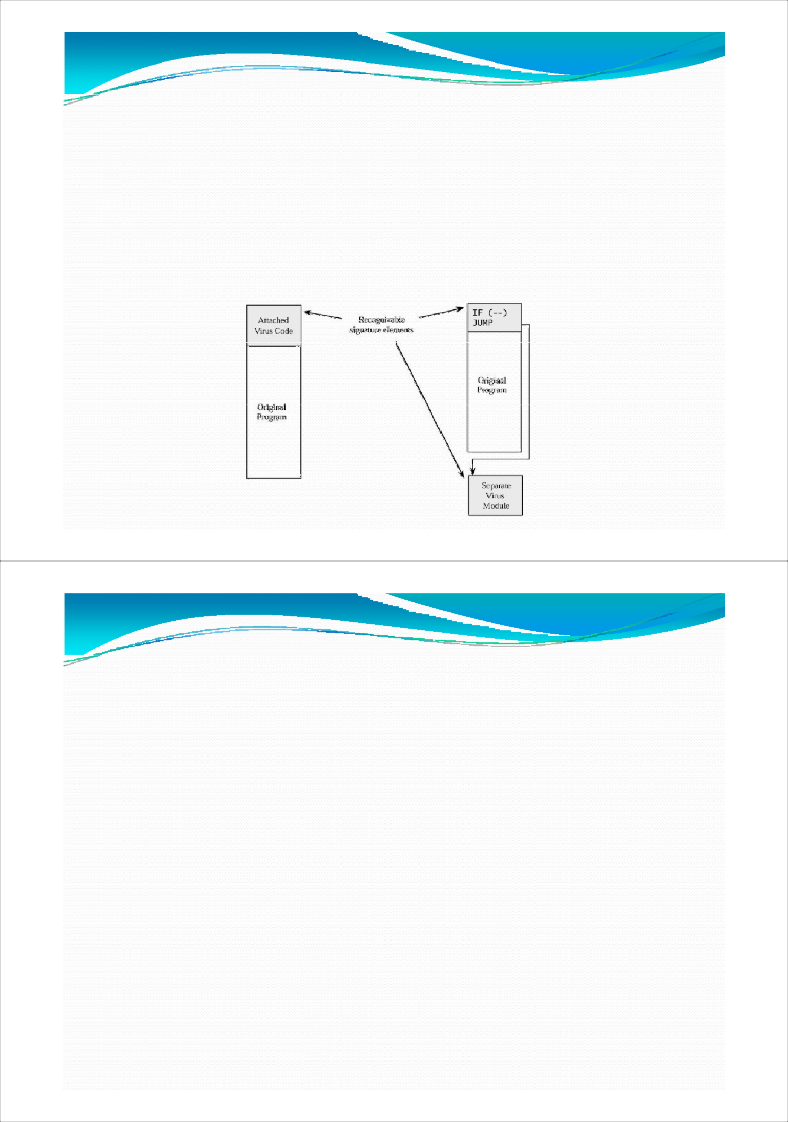 Attached
Virus Code
Original
Program
Recognizable
signature elements
IF (--)
JUMP
Original
Program
Separate
Virus
Module